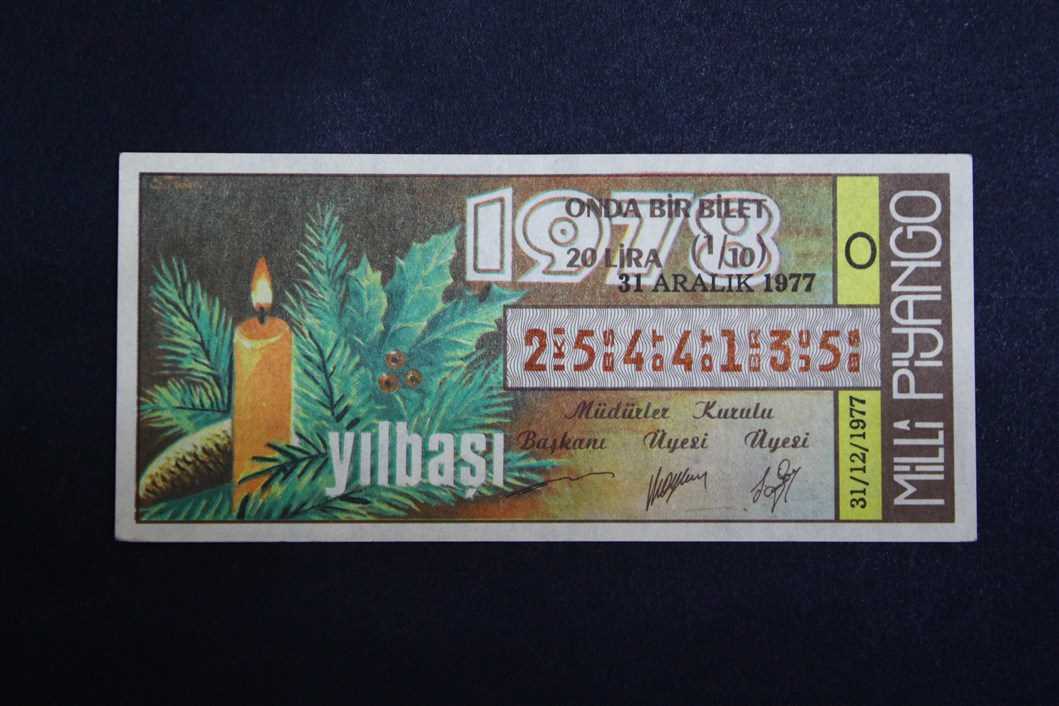 1978
ONDA BİR BİLET
20 LİRA (1/10)
31 ARALIK 1977
O
2 5 4 4 1 3 5
Müdürler Kurulu
Başkanı Üyesi Üyesi
yılbaşı
31/12/1977
MİLLÎ PİYANGO